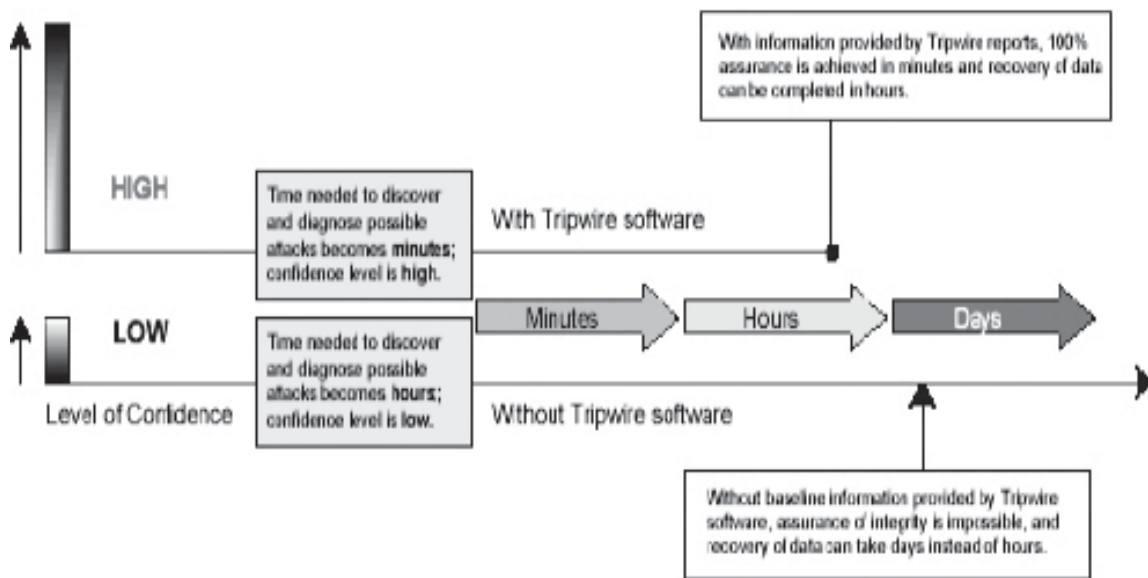 With information provided by Tripwire reports, 100%
assurance is achieved in minutes and recovery of data
can be completed in hours.
HIGH
Time needed to discover
and diagnose possible
attacks becomes minutes;
confidence level is high.
With Tripwire software
Minutes
Hours
Days
LOW
Time needed to discover
and diagnose possible
attacks becomes hours;
confidence level is low.
Level of Confidence
Without Tripwire software
Without baseline information provided by Tripwire
software, assurance of integrity is impossible, and
recovery of data can take days instead of hours.